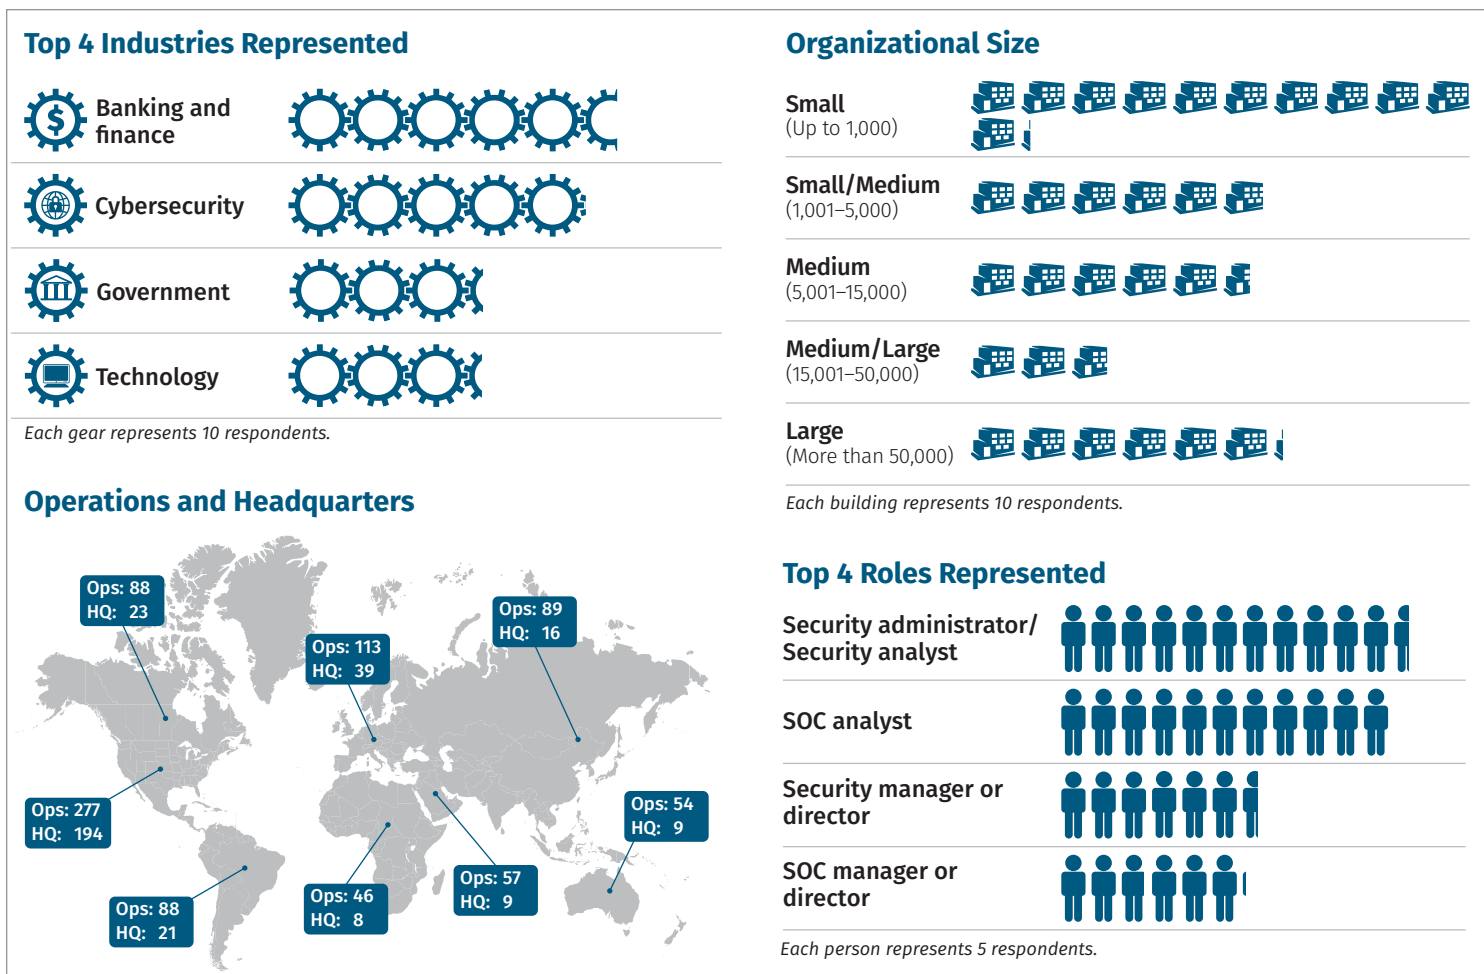 Top 4 Industries Represented
$
Banking and
finance
Cybersecurity
Government
Technology
Each gear represents 10 respondents.
Operations and Headquarters
Ops: 88
HQ: 23
Ops: 113
HQ: 39
Ops: 89
HQ: 16
Ops: 277
HQ: 194
Ops: 54
HQ: 9
Ops: 57
HQ: 9
Ops: 46
HQ: 8
Ops: 88
HQ: 21
Organizational Size
Small
(Up to 1,000)
Small/Medium
(1,001–5,000)
Medium
(5,001–15,000)
Medium/Large
(15,001–50,000)
Large
(More than 50,000)
Each building represents 10 respondents.
Top 4 Roles Represented
Security administrator/
Security analyst
SOC analyst
Security manager or
director
SOC manager or
director
Each person represents 5 respondents.